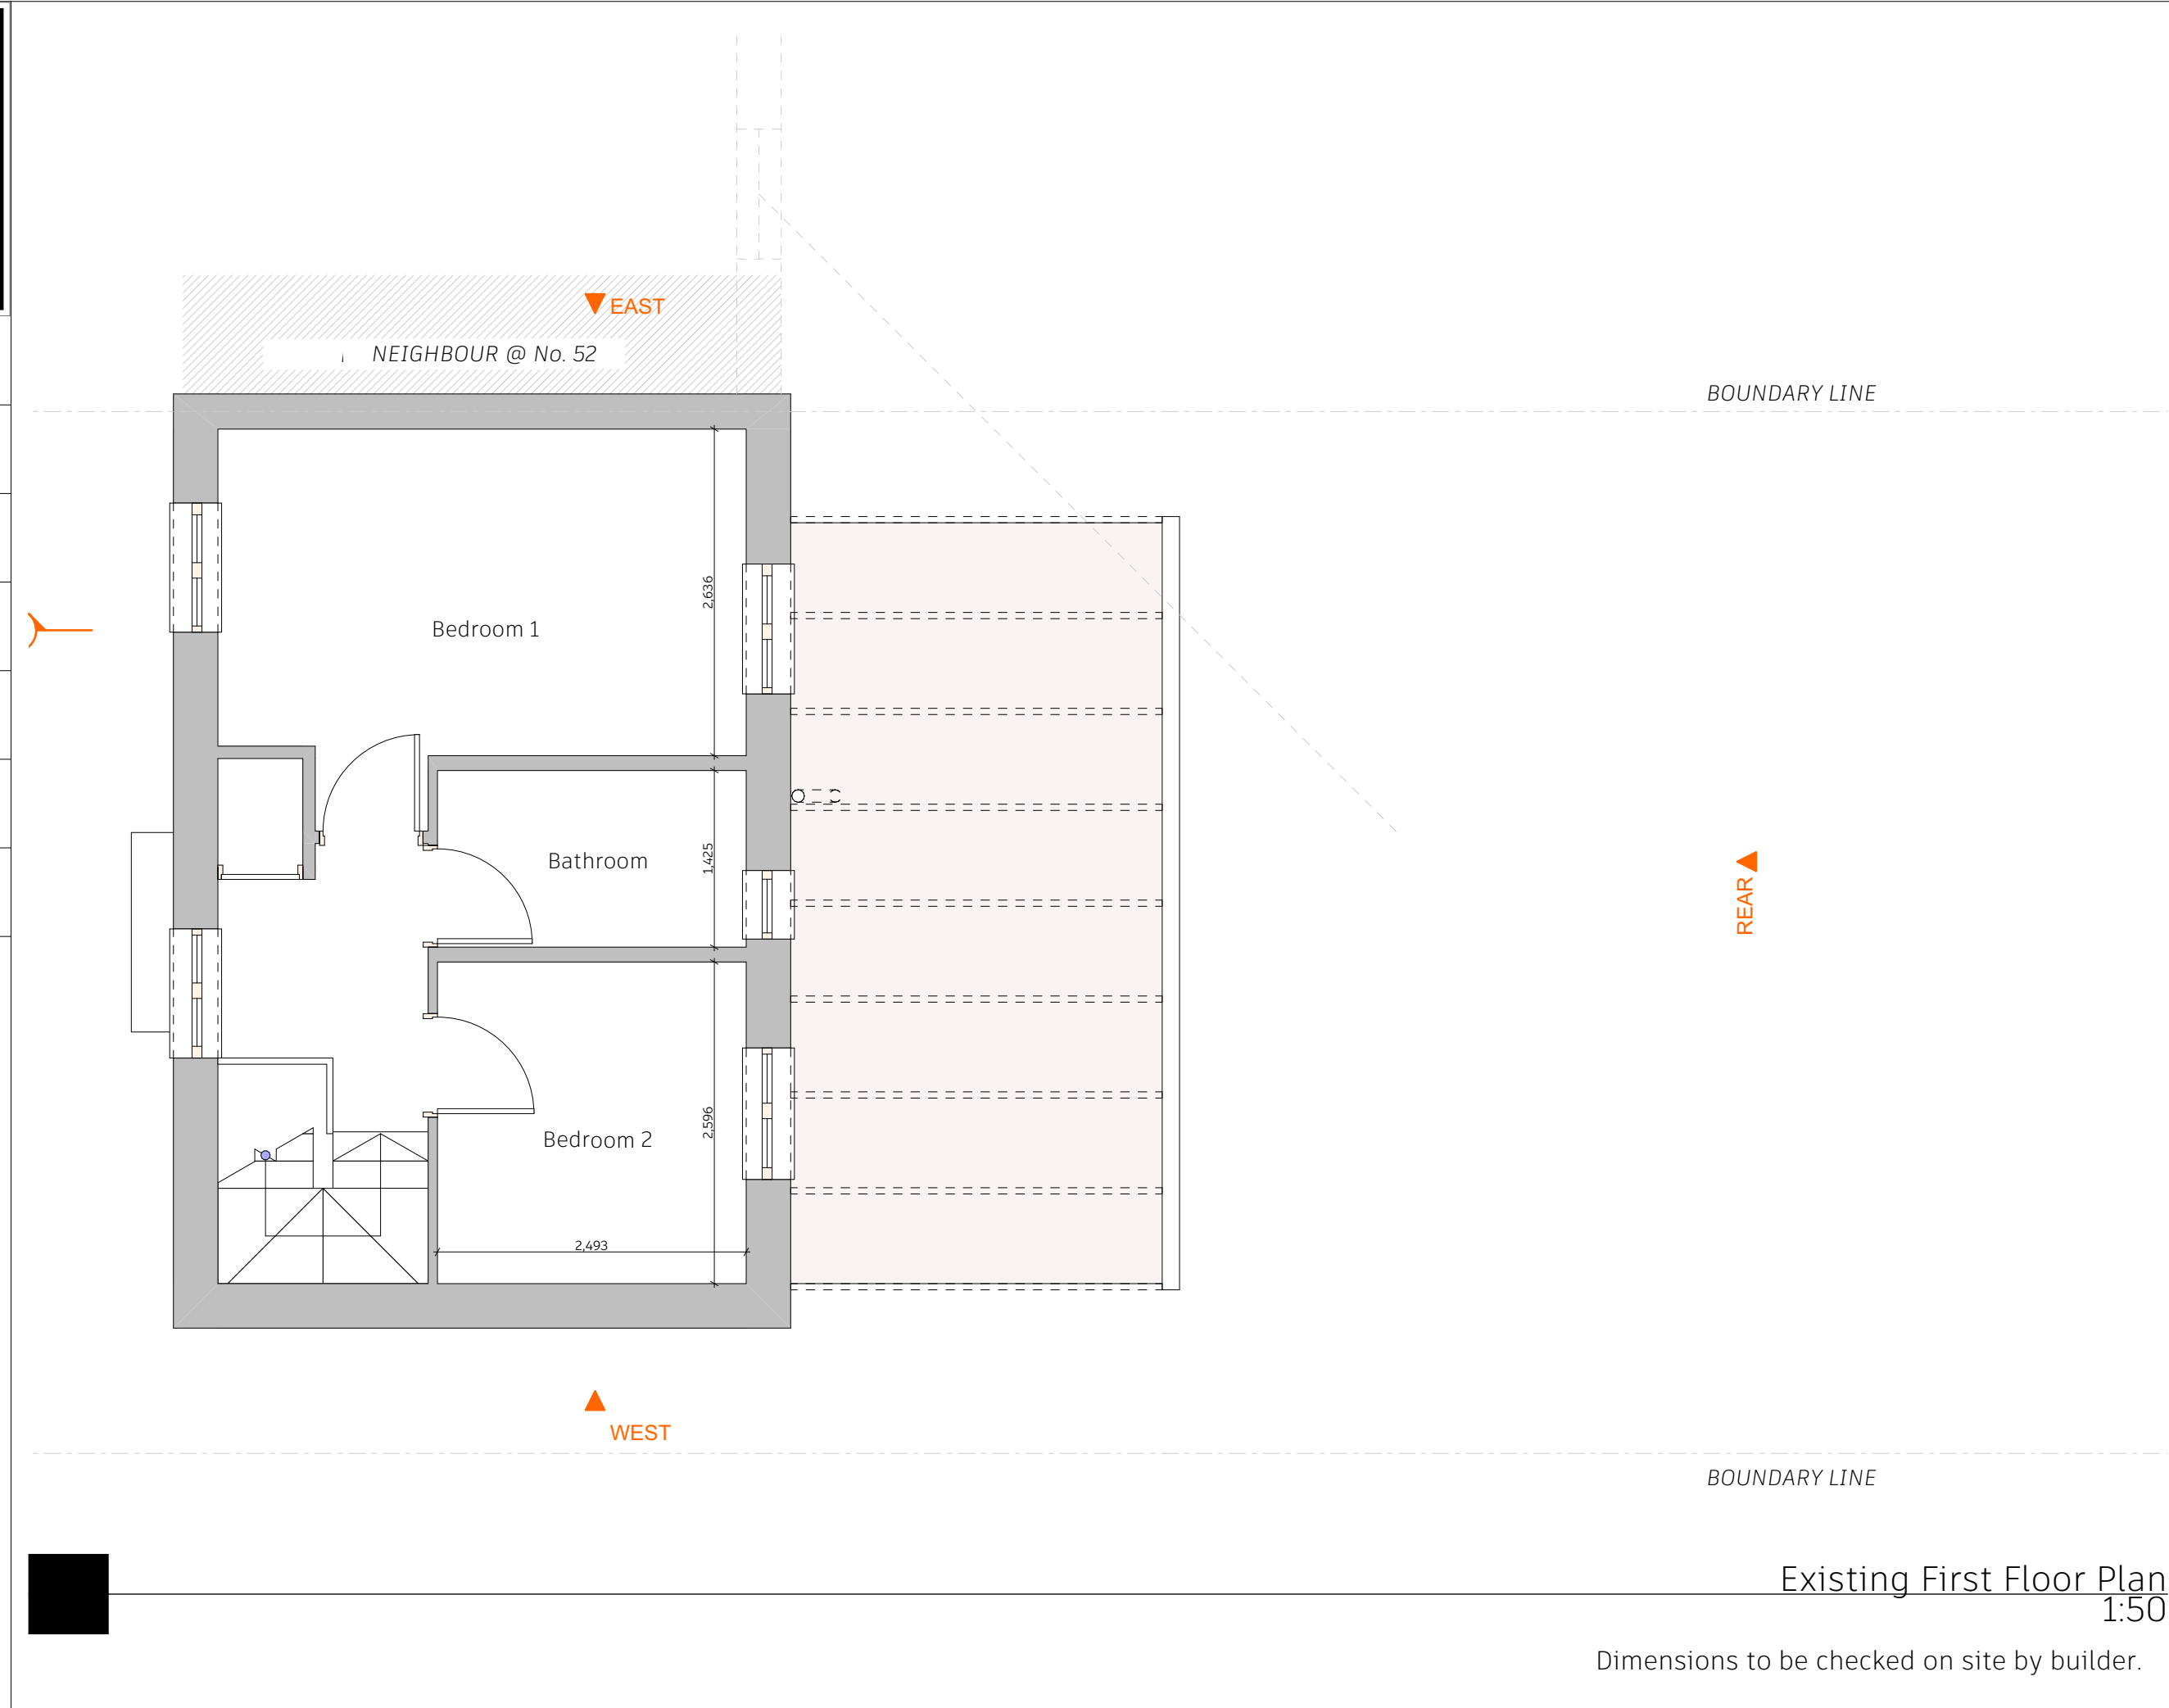 EAST
NEIGHBOUR @ No. 52
BOUNDARY LINE
2,636
Bedroom 1
Bathroom
1,425
REAR
2,596
Bedroom 2
2,493
WEST
BOUNDARY LINE
Existing First Floor Plan
1:50
Dimensions to be checked on site by builder.